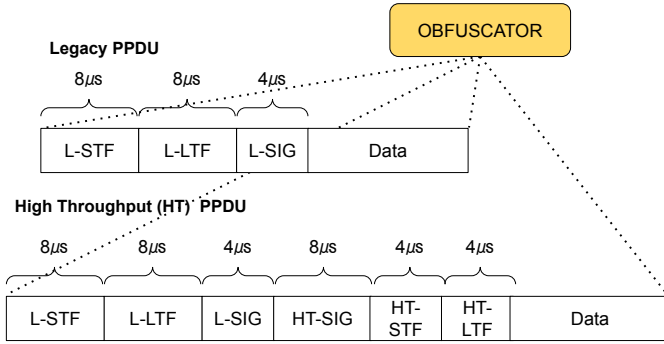 OBFUSCATOR
Legacy PPDU
8μs 8μs 4μs
L-STF L-LTF L-SIG Data
High Throughput (HT) PPDU
8μs 8μs 4μs 8μs 4μs 4μs
L-STF L-LTF L-SIG HT-SIG HT-STF HT-LTF Data